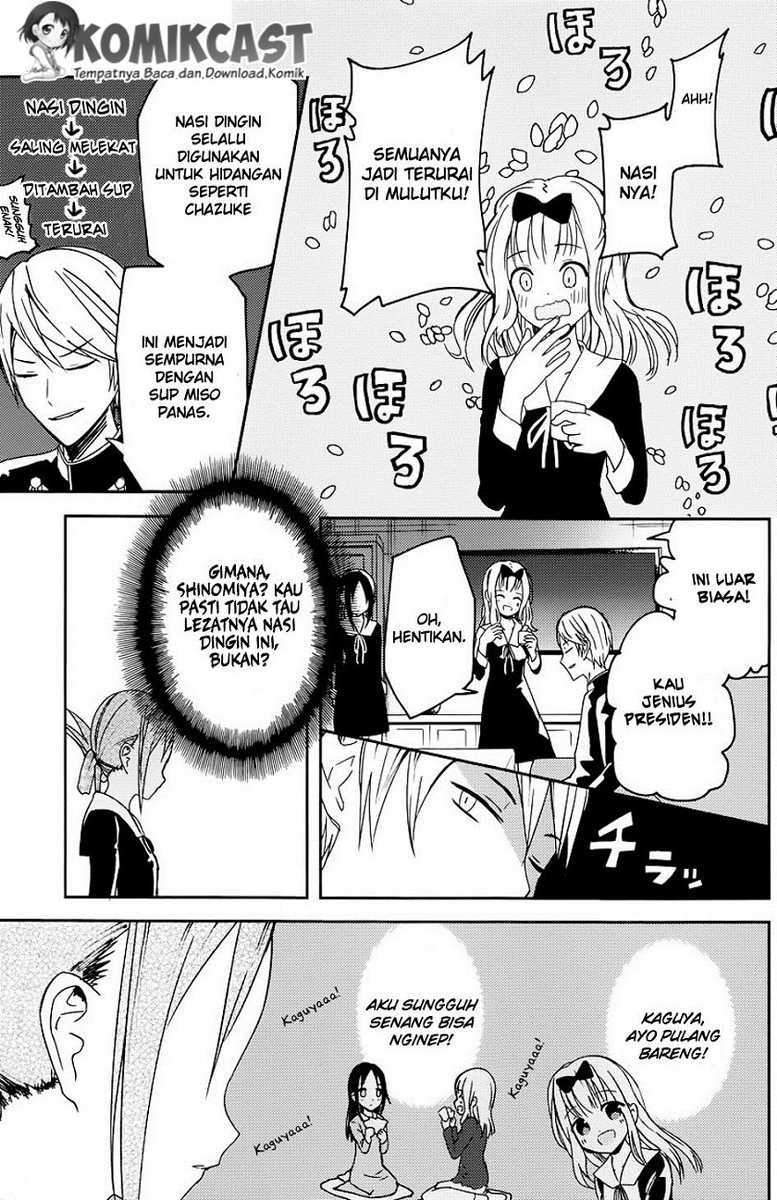 KOMIKCAST
Tempatnya Baca dan Download Komik
AHH!
NASI
NYA!
SEMUANYA
JADI TERURAI
DI MULUTKU!
ほろ
ほろ
ほろ
ほろ
ほろ
ほろ
NASI DINGIN
SELALU
DIGUNAKAN
UNTUK HIDANGAN
SEPERTI
CHAZUKE
INI MENJADI
SEMPURNA
DENGAN
SUP MISO
PANAS.
NASI DINGIN
↓
SALING MELEKAT
↓
DITAMBAH SUP
↓
TERURAI
SUNGGUH
ENAK!
INI LUAR
BIASA!
KAU
JENIUS
PRESIDEN!!
OH,
HENTIKAN.
チラッ
GIMANA,
SHINOMIYA? KAU
PASTI TIDAK TAU
LEZATNYA NASI
DINGIN INI,
BUKAN?
KAGUYA,
AYO PULANG
BARENG!
Kaguyaaa!
AKU SUNGGUH
SENANG BISA
NGINEP!
Kaguyaaa!
Kaguyaaa!